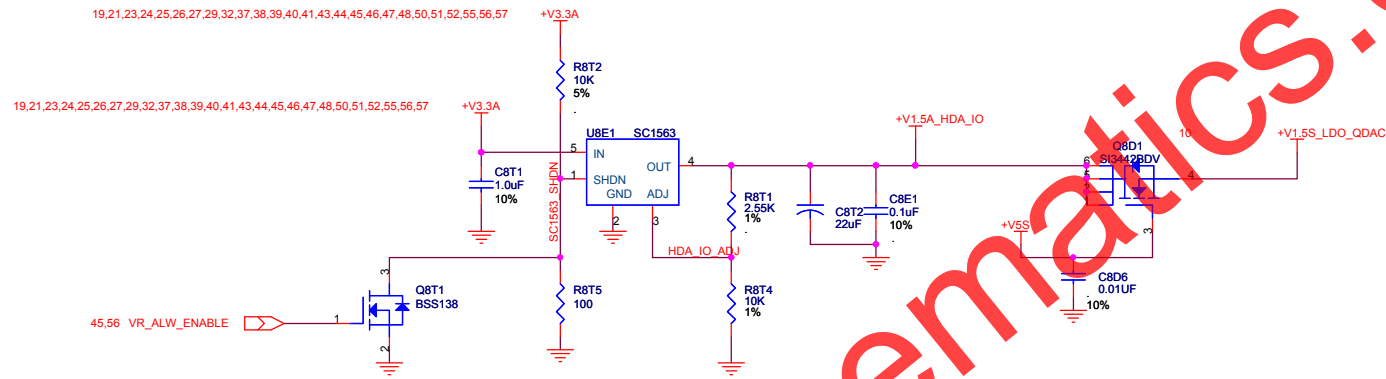 19,21,23,24,25,26,27,29,32,37,38,39,40,41,43,44,45,46,47,48,50,51,52,55,56,57
+V3.3A
R8T2
10K
5%
.
19,21,23,24,25,26,27,29,32,37,38,39,40,41,43,44,45,46,47,48,50,51,52,55,56,57
+V3.3A
C8T1
1.0uF
10%
U8E1 SC1563
5 IN
1 SHDN
OUT 4
GND ADJ
2 3
SC1563_SHDN
HDA_IO_ADJ
R8T1
2.55K
1%
.
R8T4
10K
1%
.
C8T2
22uF
C8E1
0.1uF
10%
.
+V1.5A_HDA_IO
10
+V1.5S_LDO_QDAC
Q8D1
SI3442BDV
6
5
4
3
+V5S
C8D6
0.01UF
10%
R8T5
100
Q8T1
BSS138
3
1
2
45,56 VR_ALW_ENABLE
ematics.